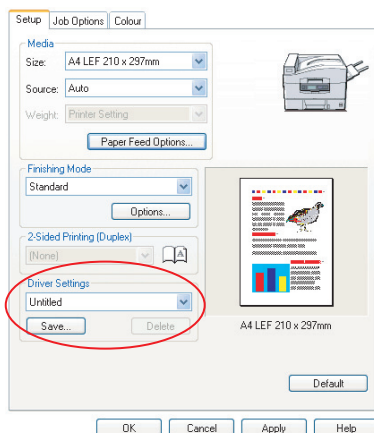 Setup Job Options Colour
Media
Size: A4 LEF 210 x 297mm
Source: Auto
Weight: Printer Setting
Paper Feed Options...
Finishing Mode
Standard
Options...
2-Sided Printing (Duplex)
(None)
A
Driver Settings
Untitled
Save... Delete
A4 LEF 210 x 297mm
Default
OK Cancel Apply Help